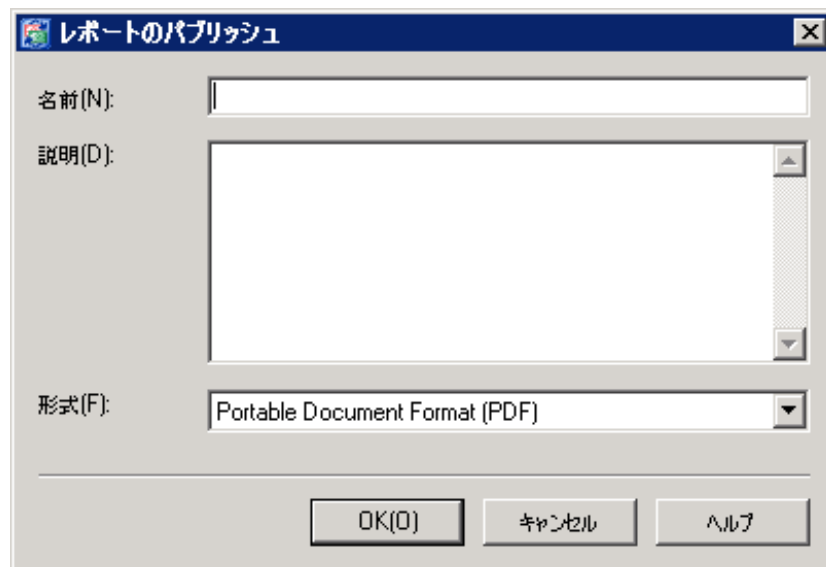 レポートのパブリッシュ
名前(N):
説明(D):
形式(F):
Portable Document Format (PDF)
OK(O)
キャンセル
ヘルプ